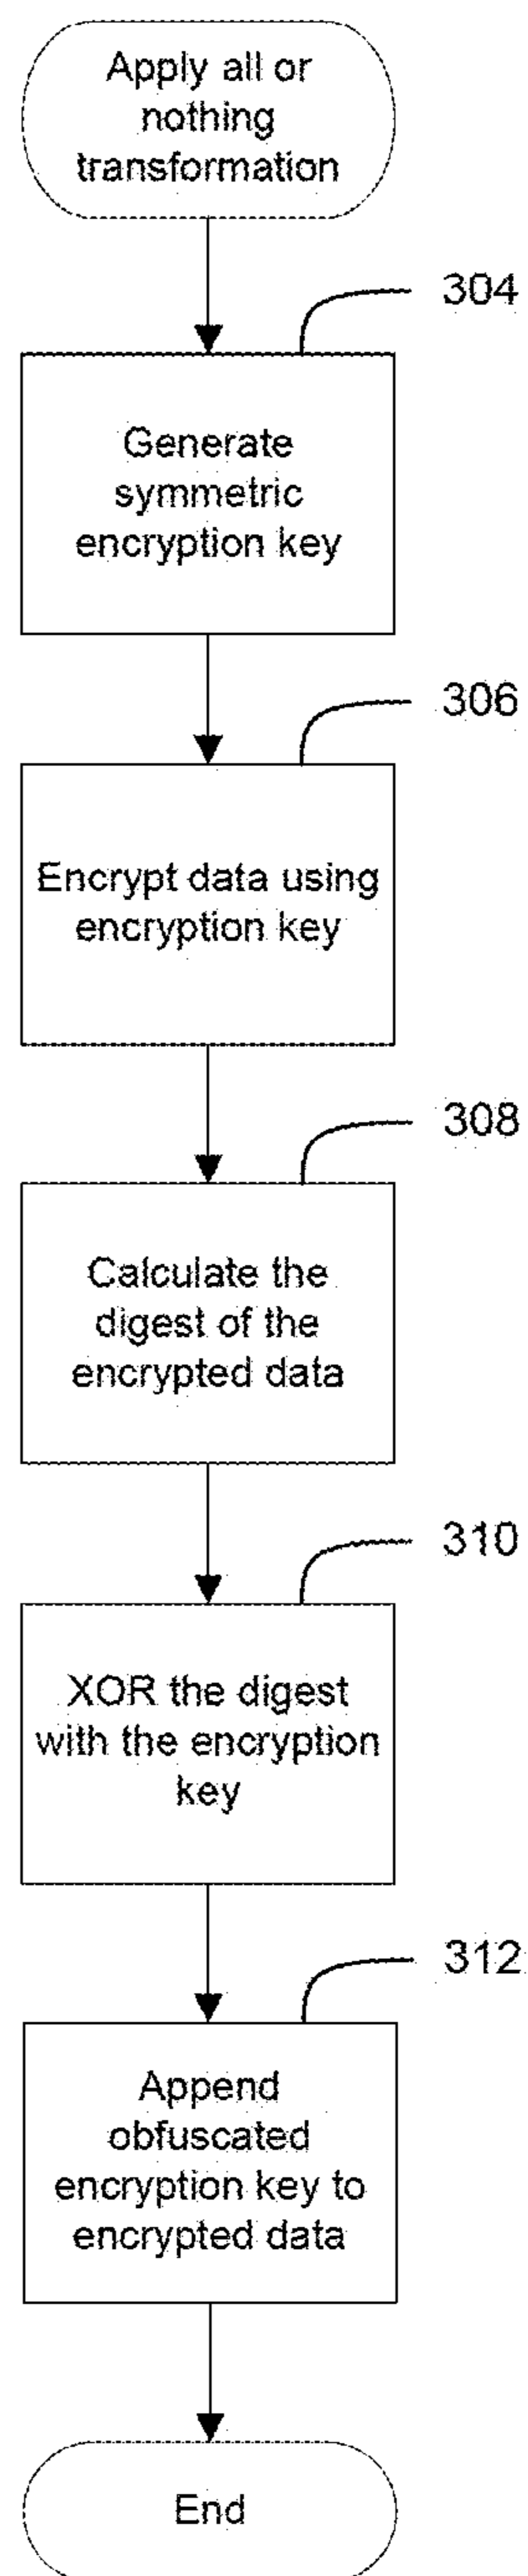 Apply all or
nothing
transformation
304
Generate
symmetric
encryption key
306
Encrypt data using
encryption key
308
Calculate the
digest of the
encrypted data
310
XOR the digest
with the encryption
key
312
Append
obfuscated
encryption key to
encrypted data
End